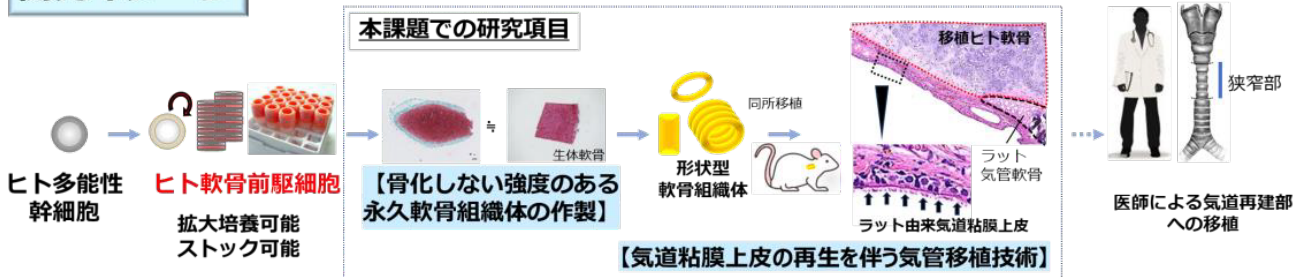 本課題での研究項目
ヒト多能性
幹細胞
ヒト軟骨前駆細胞
拡大培養可能
ストック可能
≒
生体軟骨
【骨化しない強度のある
永久軟骨組織体の作製】
形状型
軟骨組織体
同所移植
移植ヒト軟骨
ラット
気管軟骨
ラット由来気道粘膜上皮
【気道粘膜上皮の再生を伴う気管移植技術】
狭窄部
医師による気道再建部
への移植